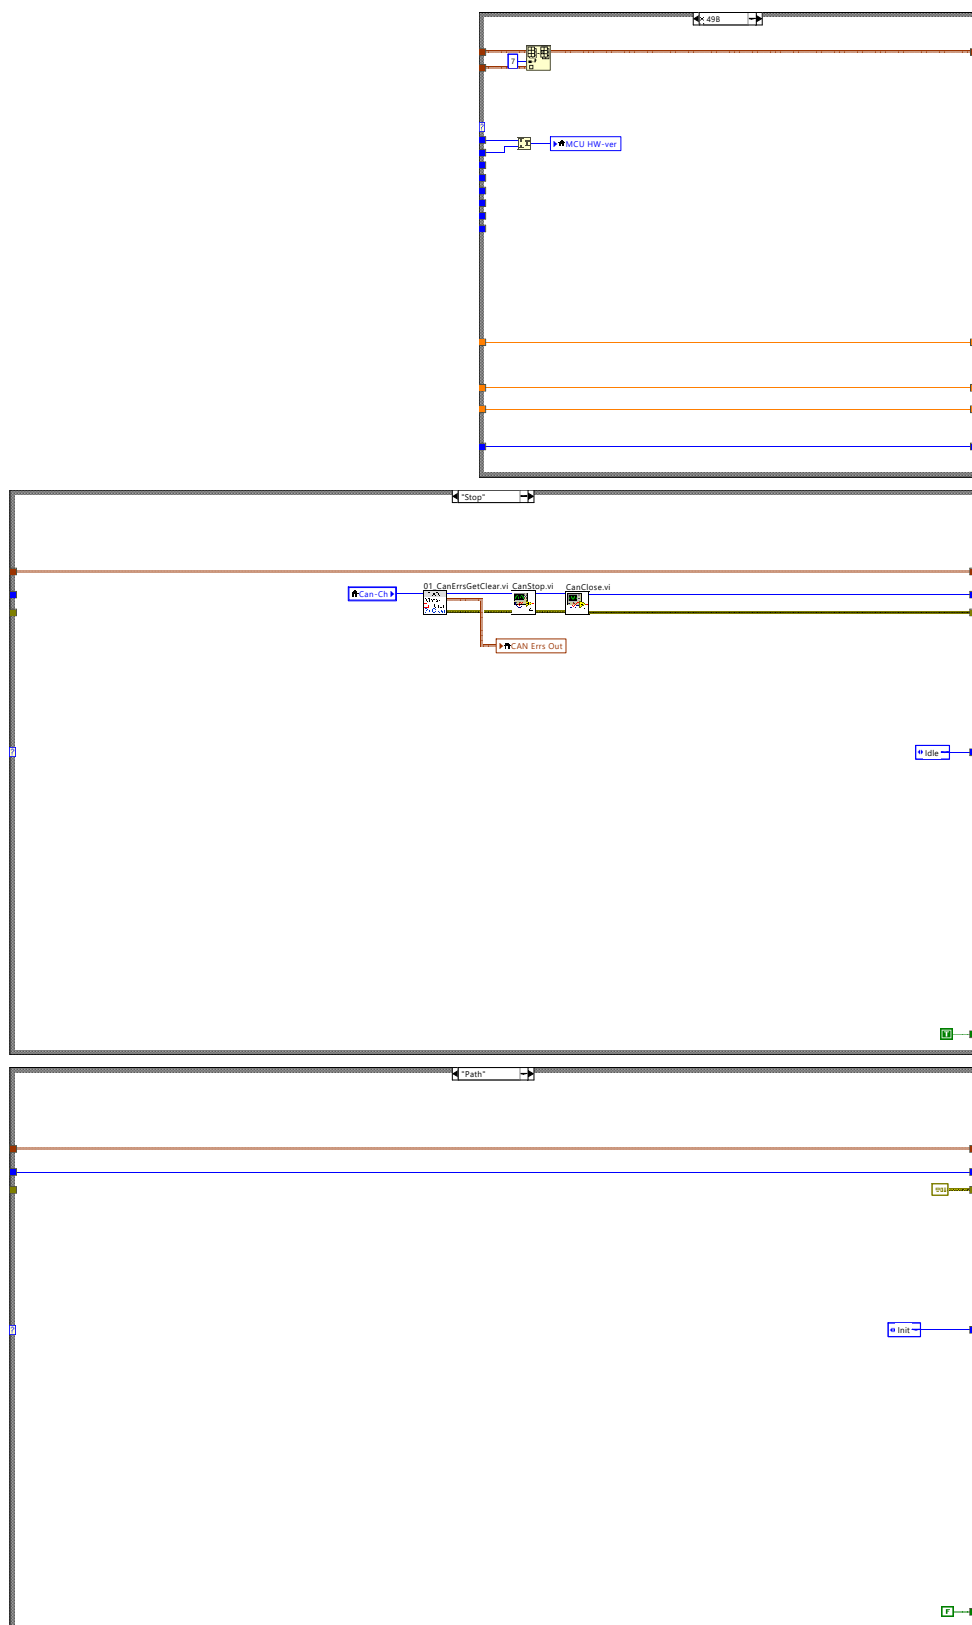 x 49B
7
?
MCU HW-ver
"Stop"
01_CanErrsGetClear.vi CanStop.vi CanClose.vi
Can-Ch
CAN Errs Out
?
Idle
T
"Path"
?
Init
F